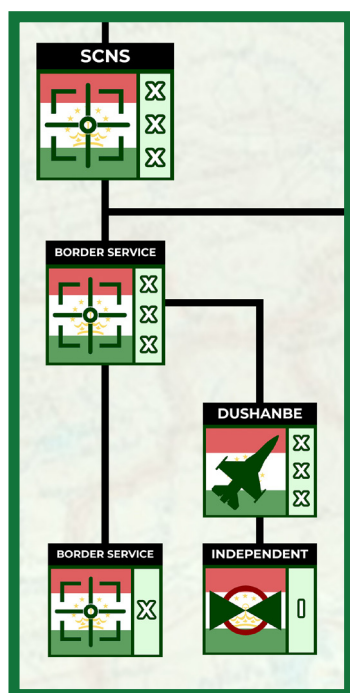 SCNS
X
X
X
BORDER SERVICE
X
X
X
DUSHANBE
X
X
X
BORDER SERVICE
X
INDEPENDENT
I